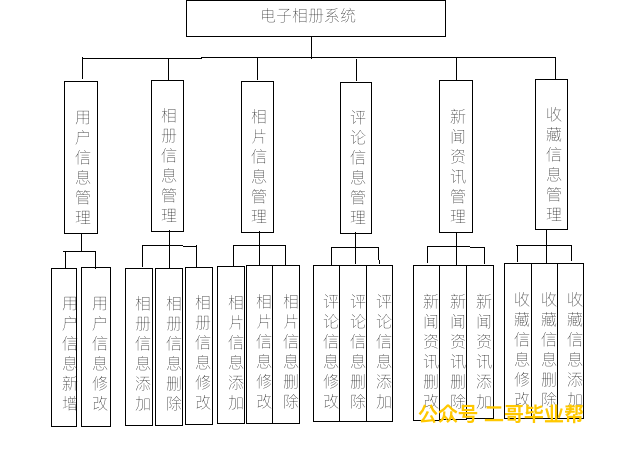 电子相册系统
用户信息管理
相册信息管理
相片信息管理
评论信息管理
新闻资讯管理
收藏信息管理
用户信息新增
用户信息修改
相册信息添加
相册信息删除
相册信息修改
相片信息添加
相片信息修改
相片信息删除
评论信息修改
评论信息删除
评论信息添加
新闻资讯删改
新闻资讯删除
新闻资讯添加
收藏信息修改
收藏信息删除
收藏信息添加
公众号 二哥毕业帮